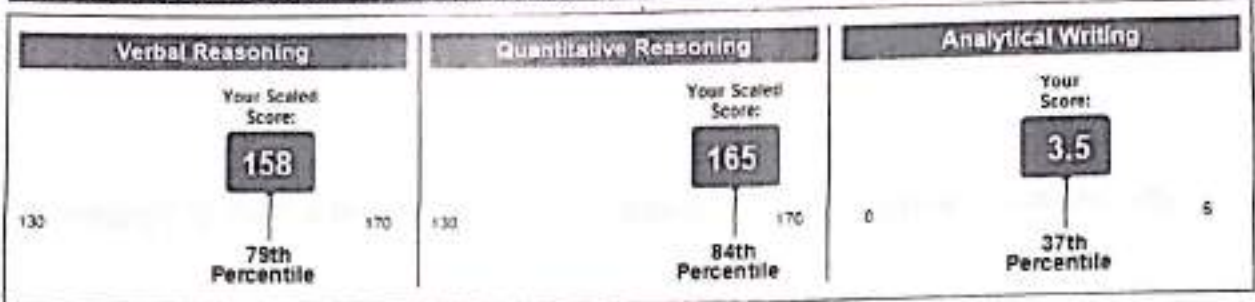 Verbal Reasoning
Your Scaled
Score:
158
130
170
79th
Percentile
Quantitative Reasoning
Your Scaled
Score:
165
130
170
84th
Percentile
Analytical Writing
Your
Score:
3.5
0
6
37th
Percentile